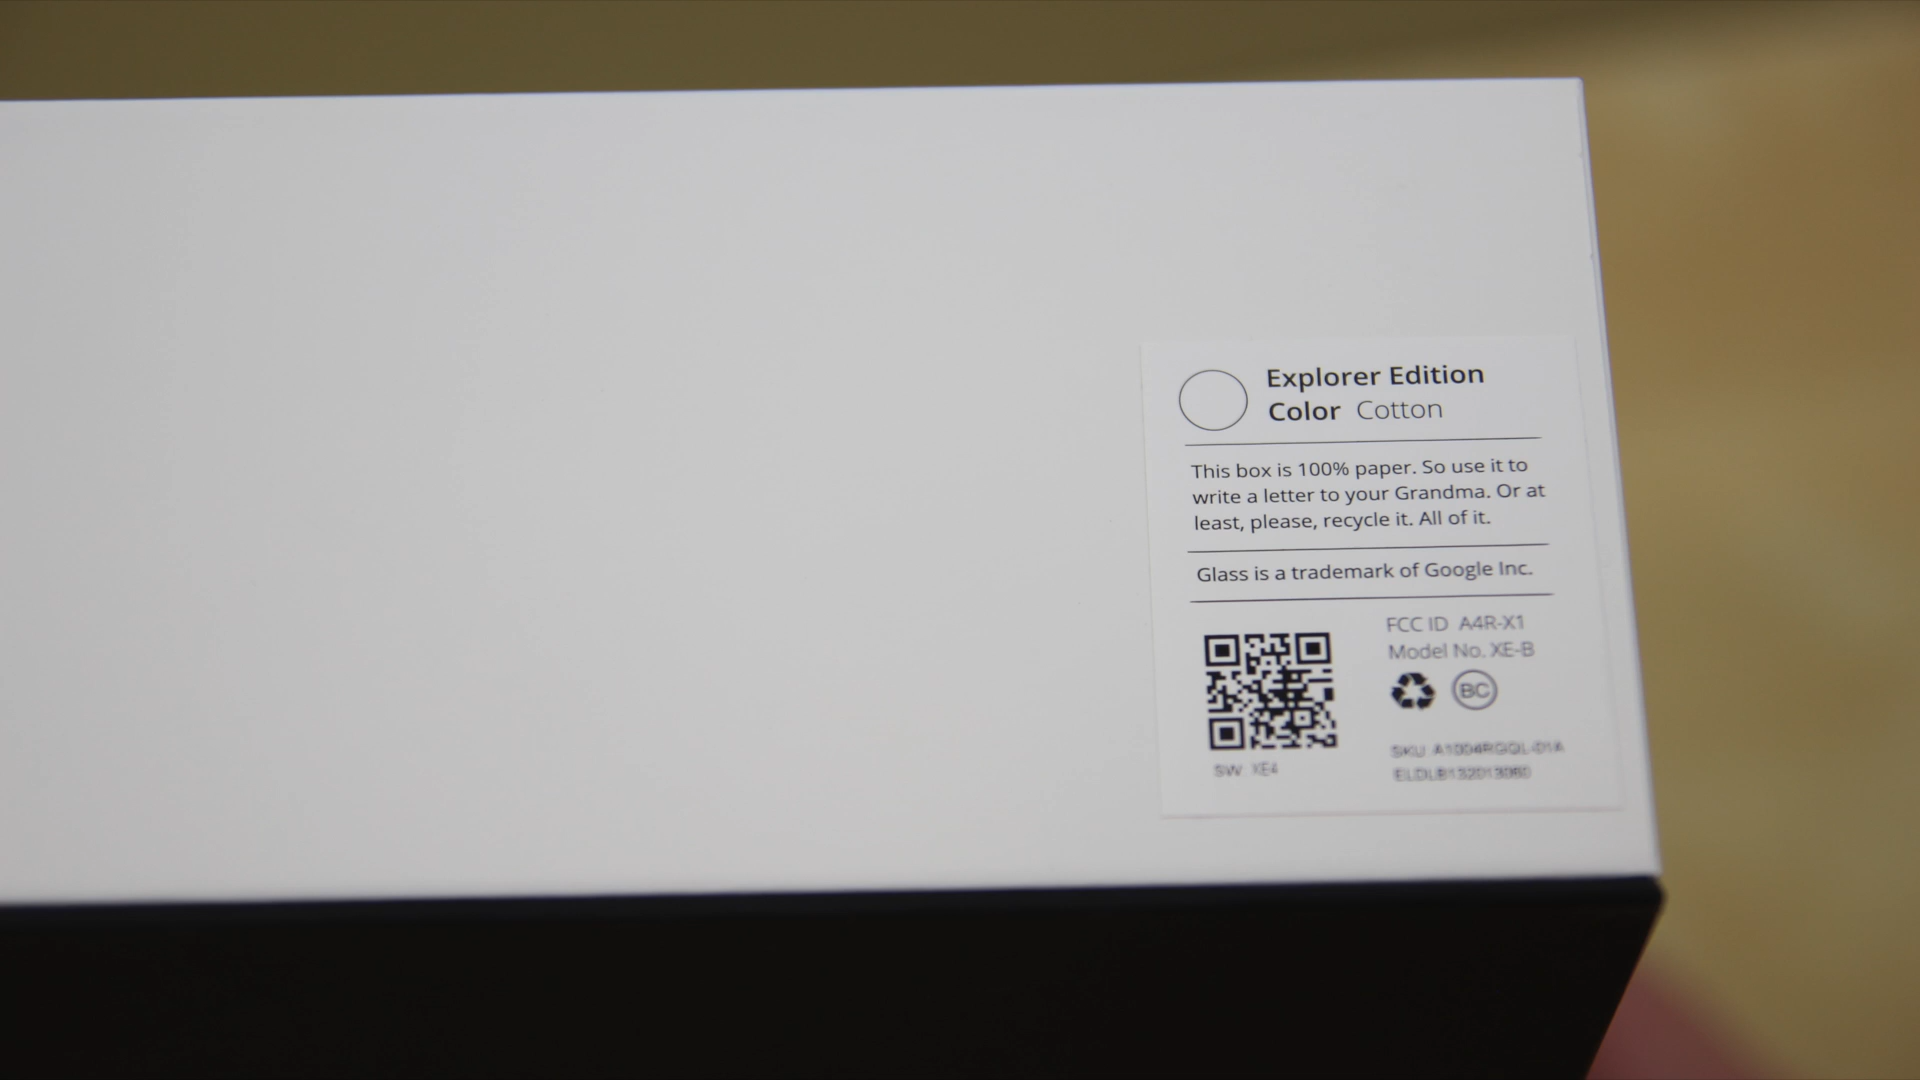 Explorer Edition
Color Cotton
This box is 100% paper. So use it to
write a letter to your Grandma. Or at
least, please, recycle it. All of it.
Glass is a trademark of Google Inc.
FCC ID A4R-X1
Model No. XE-B
BC
SW XE4
SKU